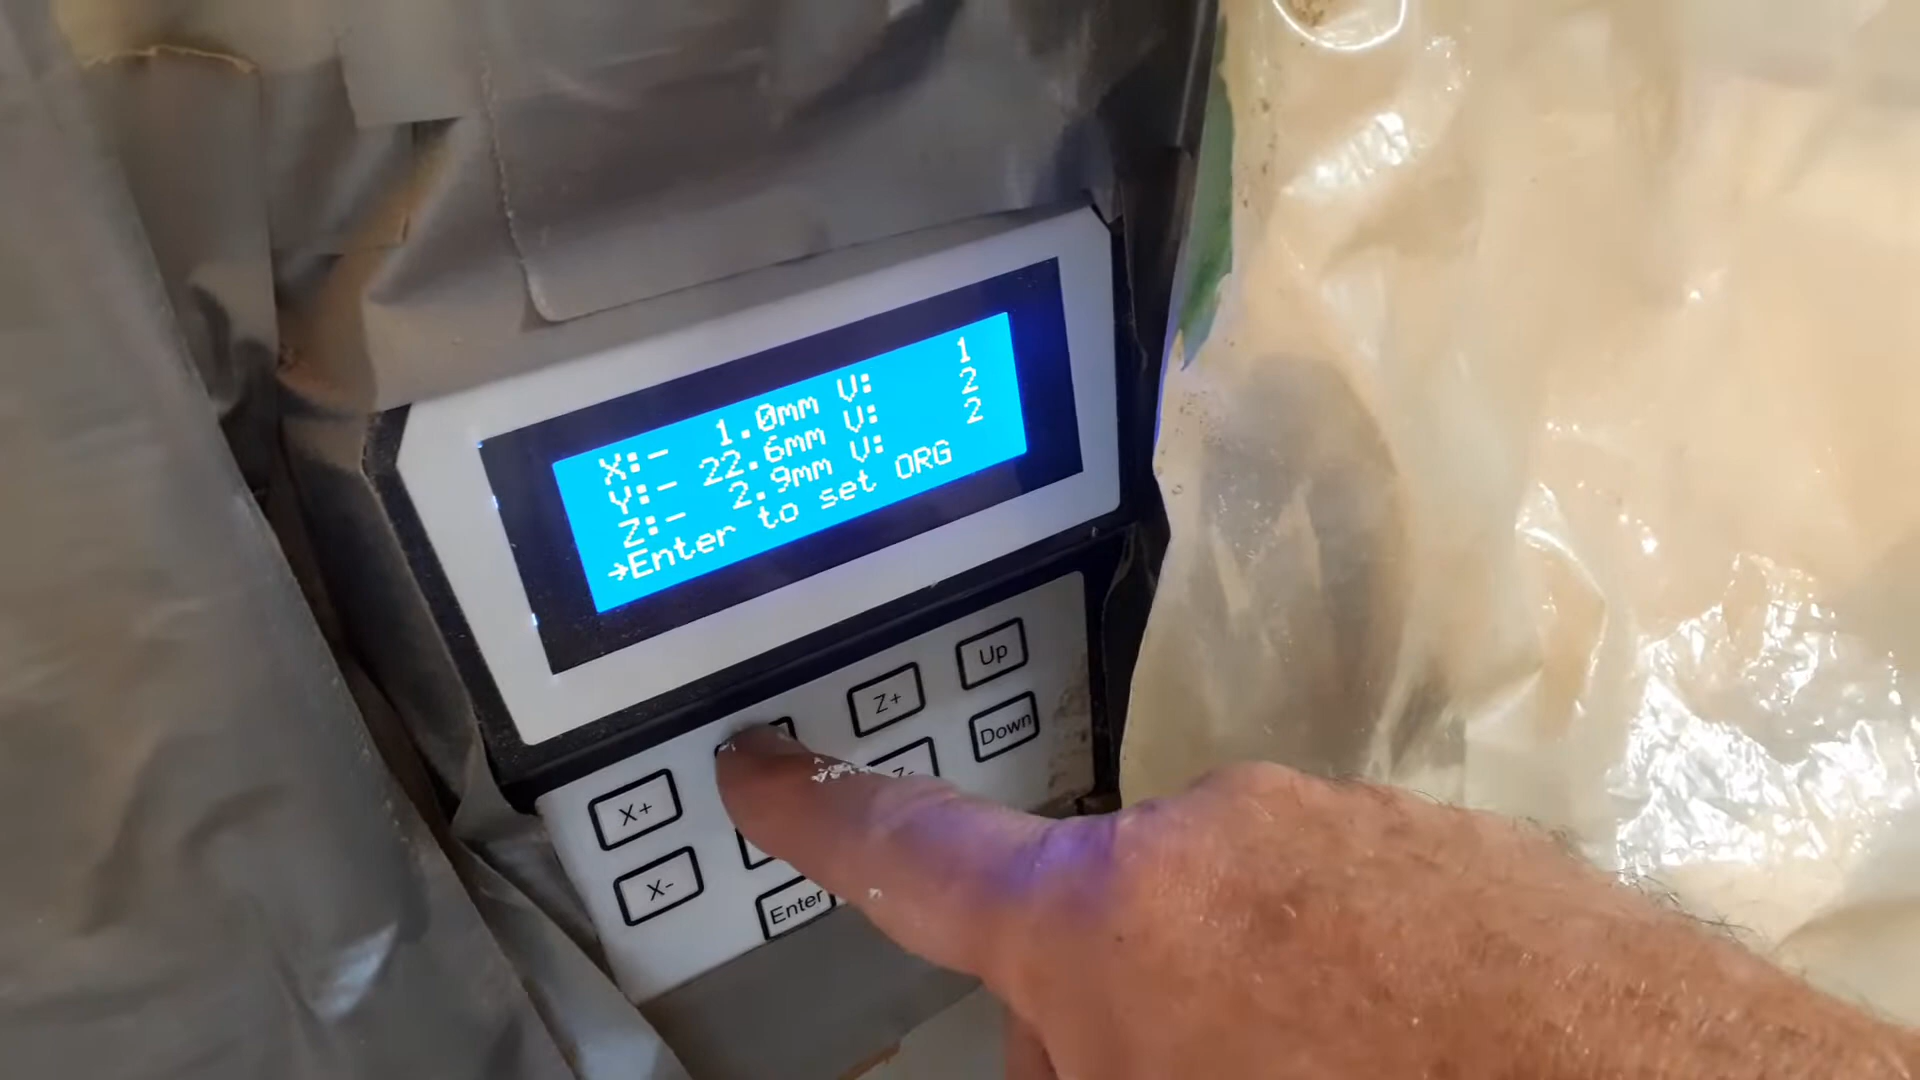 X:- 1.0mm V: 1
Y:- 22.6mm V: 2
Z:- 2.9mm V: 2
→Enter to set ORG
X+
Z+
Up
X-
Z-
Down
Enter